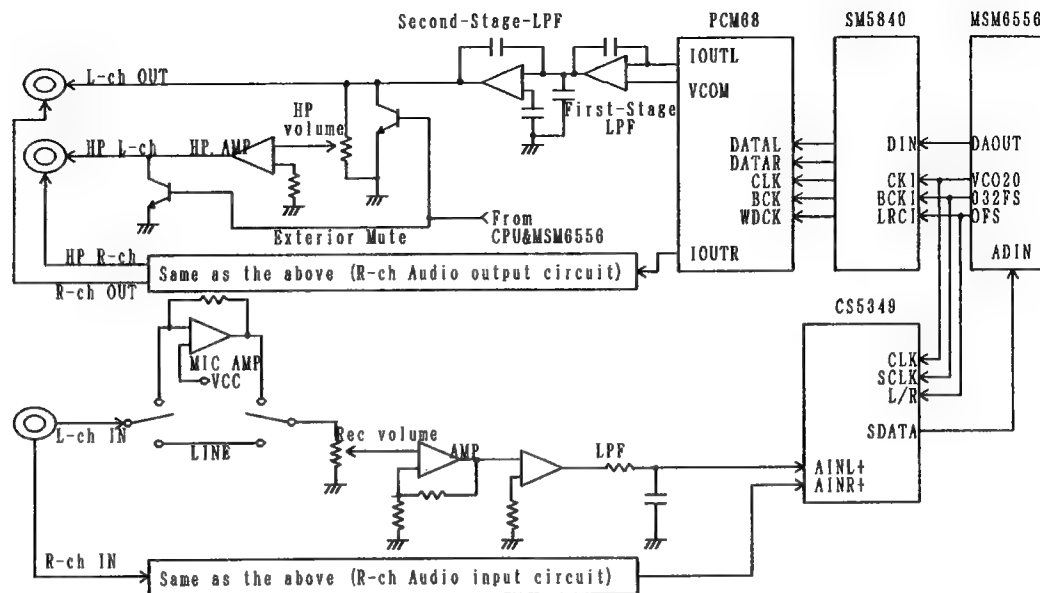 Second-Stage-LPF
PCM68
SM5840
MSM6556
L-ch OUT
IOUTL
VCOM
First-Stage
LPF
HP
volume
HP L-ch
HP AMP
DATAL
DATAR
CLK
BCK
WDCK
DIN
CKI
BCKI
LRCI
DAOUT
VCO20
O32FS
OFS
ADIN
Exterior Mute
From
CPU&MSM6556
IOUTR
HP R-ch
R-ch OUT
Same as the above (R-ch Audio output circuit)
CS5349
MIC AMP
VCC
CLK
SCLK
L/R
SDATA
L-ch IN
LINE
Rec volume
AMP
LPF
AINL+
AINR+
R-ch IN
Same as the above (R-ch Audio input circuit)